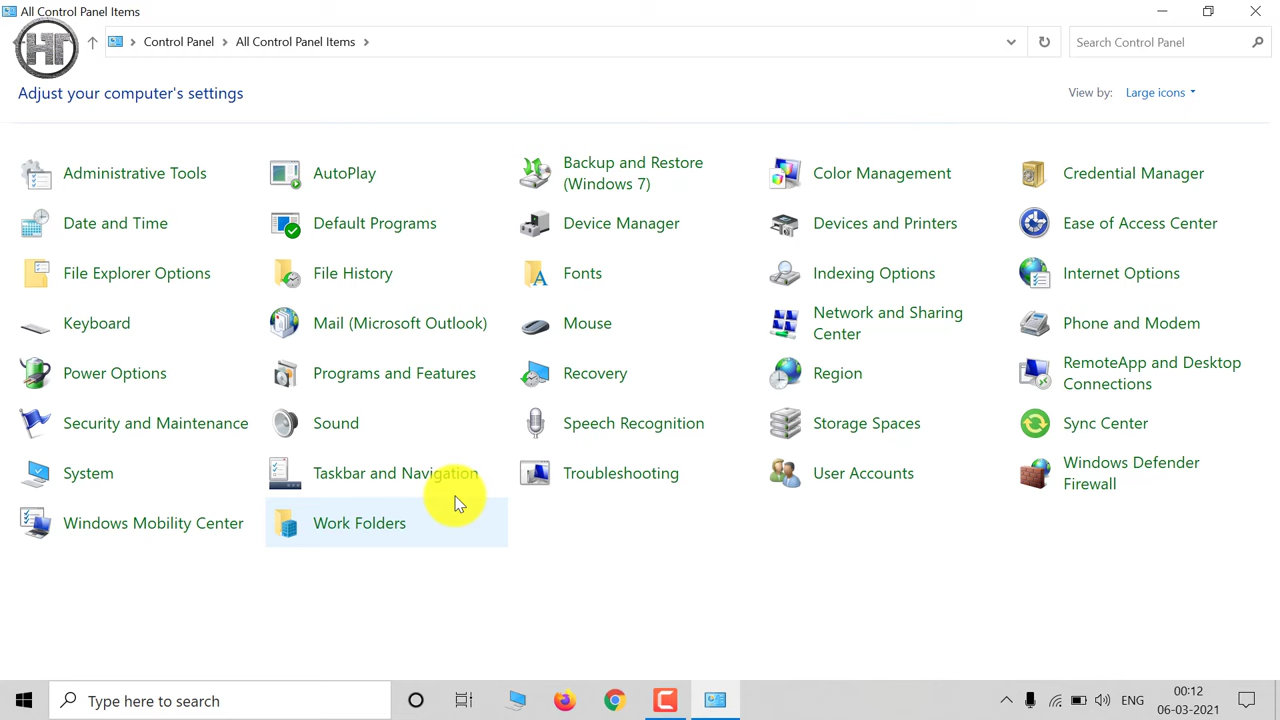 All Control Panel Items
HT
Control Panel All Control Panel Items
Search Control Panel
Adjust your computer's settings
View by: Large icons
Administrative Tools
AutoPlay
Backup and Restore
(Windows 7)
Color Management
Credential Manager
Date and Time
Default Programs
Device Manager
Devices and Printers
Ease of Access Center
File Explorer Options
File History
Fonts
Indexing Options
Internet Options
Keyboard
Mail (Microsoft Outlook)
Mouse
Network and Sharing
Center
Phone and Modem
Power Options
Programs and Features
Recovery
Region
RemoteApp and Desktop
Connections
Security and Maintenance
Sound
Speech Recognition
Storage Spaces
Sync Center
System
Taskbar and Navigation
Troubleshooting
User Accounts
Windows Defender
Firewall
Windows Mobility Center
Work Folders
Type here to search
ENG
00:12
06-03-2021